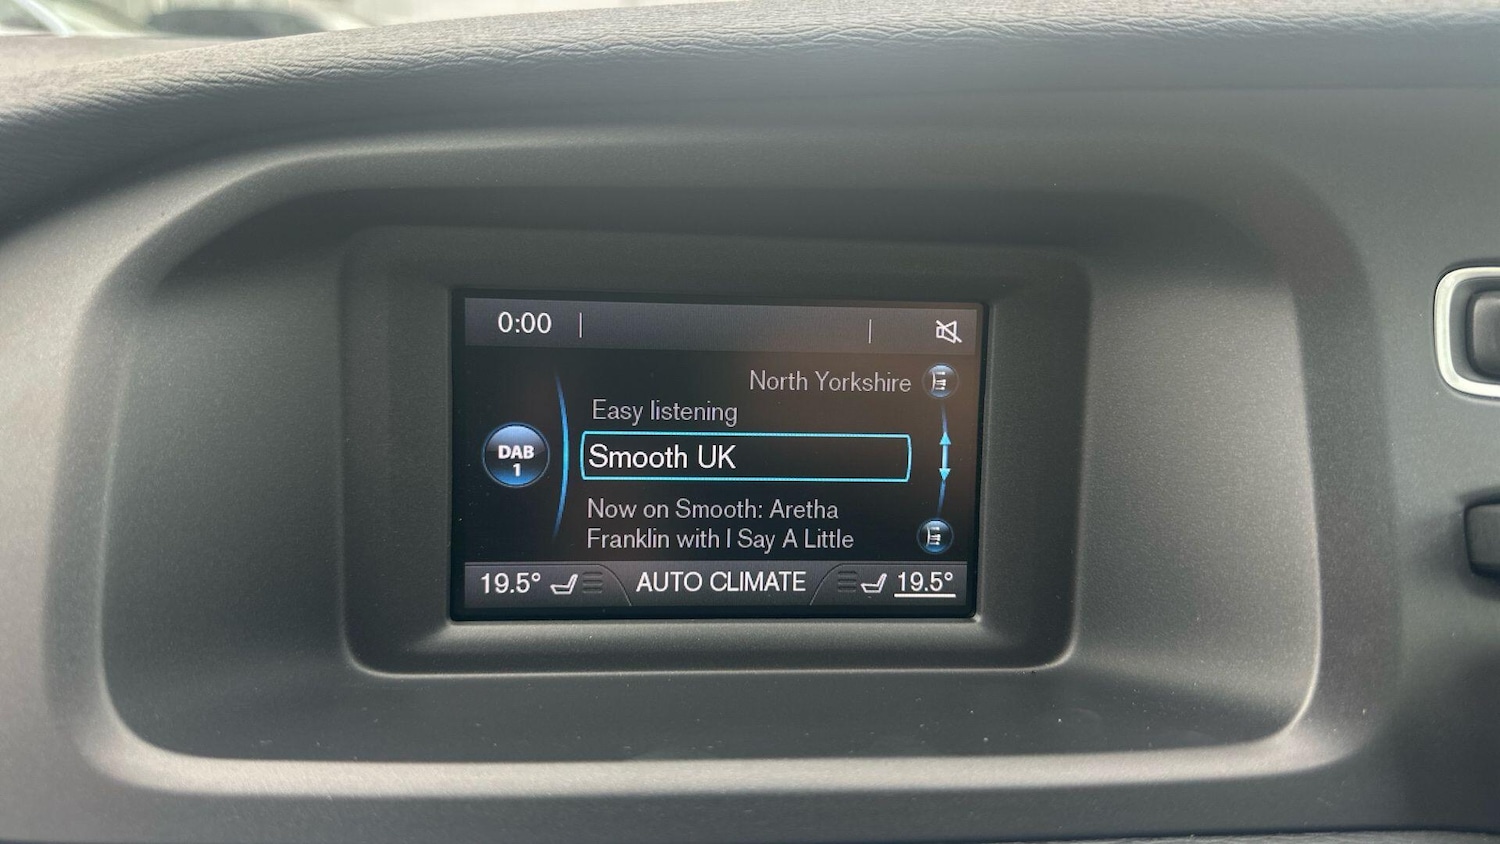 0:00
North Yorkshire
Easy listening
DAB
1
Smooth UK
Now on Smooth: Aretha
Franklin with I Say A Little
19.5° AUTO CLIMATE 19.5°